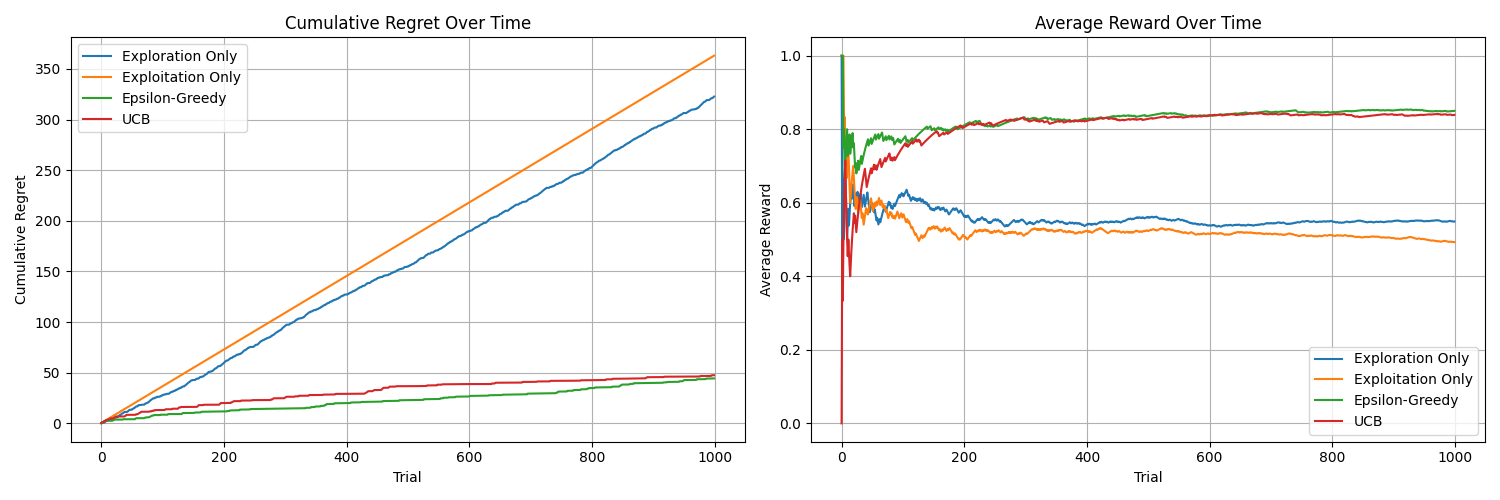 Cumulative Regret Over Time
Cumulative Regret
350
300
250
200
150
100
50
0
Exploration Only
Exploitation Only
Epsilon-Greedy
UCB
0 200 400 600 800 1000
Trial
Average Reward Over Time
Average Reward
1.0
0.8
0.6
0.4
0.2
0.0
Exploration Only
Exploitation Only
Epsilon-Greedy
UCB
0 200 400 600 800 1000
Trial